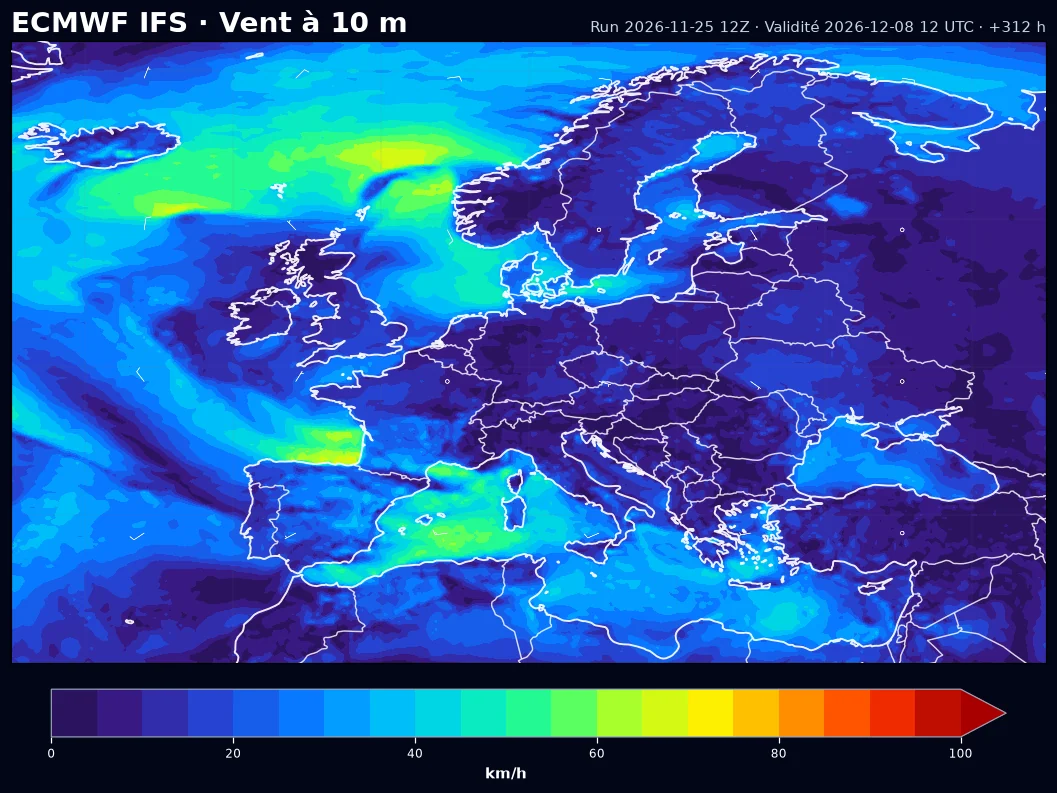 ECMWF IFS · Vent à 10 m
Run 2026-11-25 12Z · Validité 2026-12-08 12 UTC · +312 h
0 20 40 60 80 100
km/h